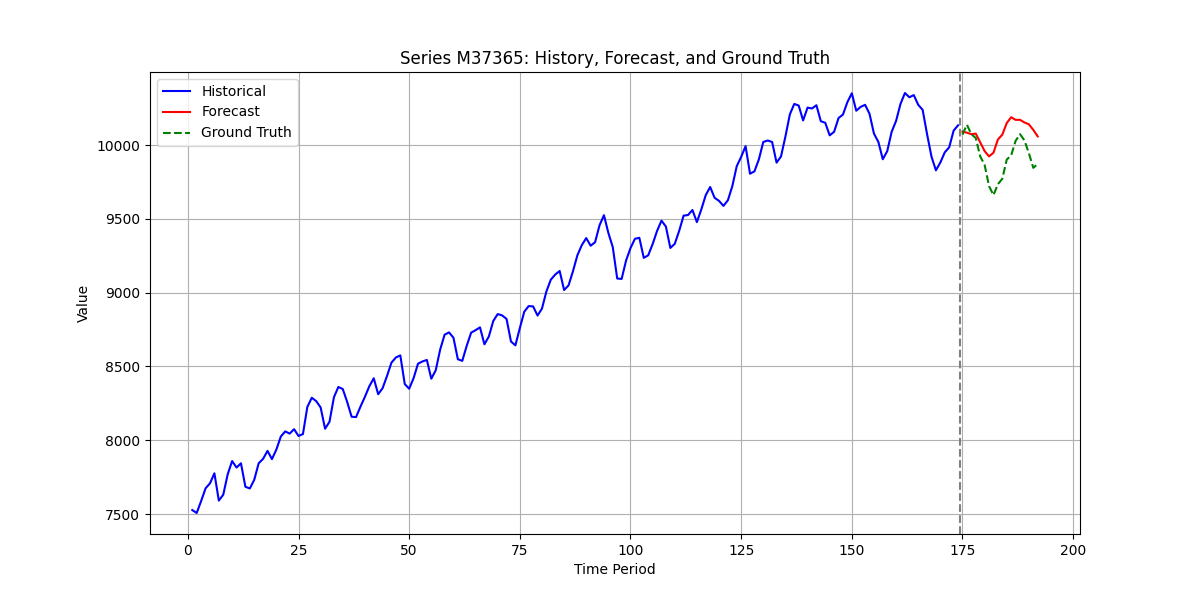 Series M37365: History, Forecast, and Ground Truth
Historical
Forecast
Ground Truth
10000
9500
9000
8500
8000
7500
Value
0 25 50 75 100 125 150 175 200
Time Period